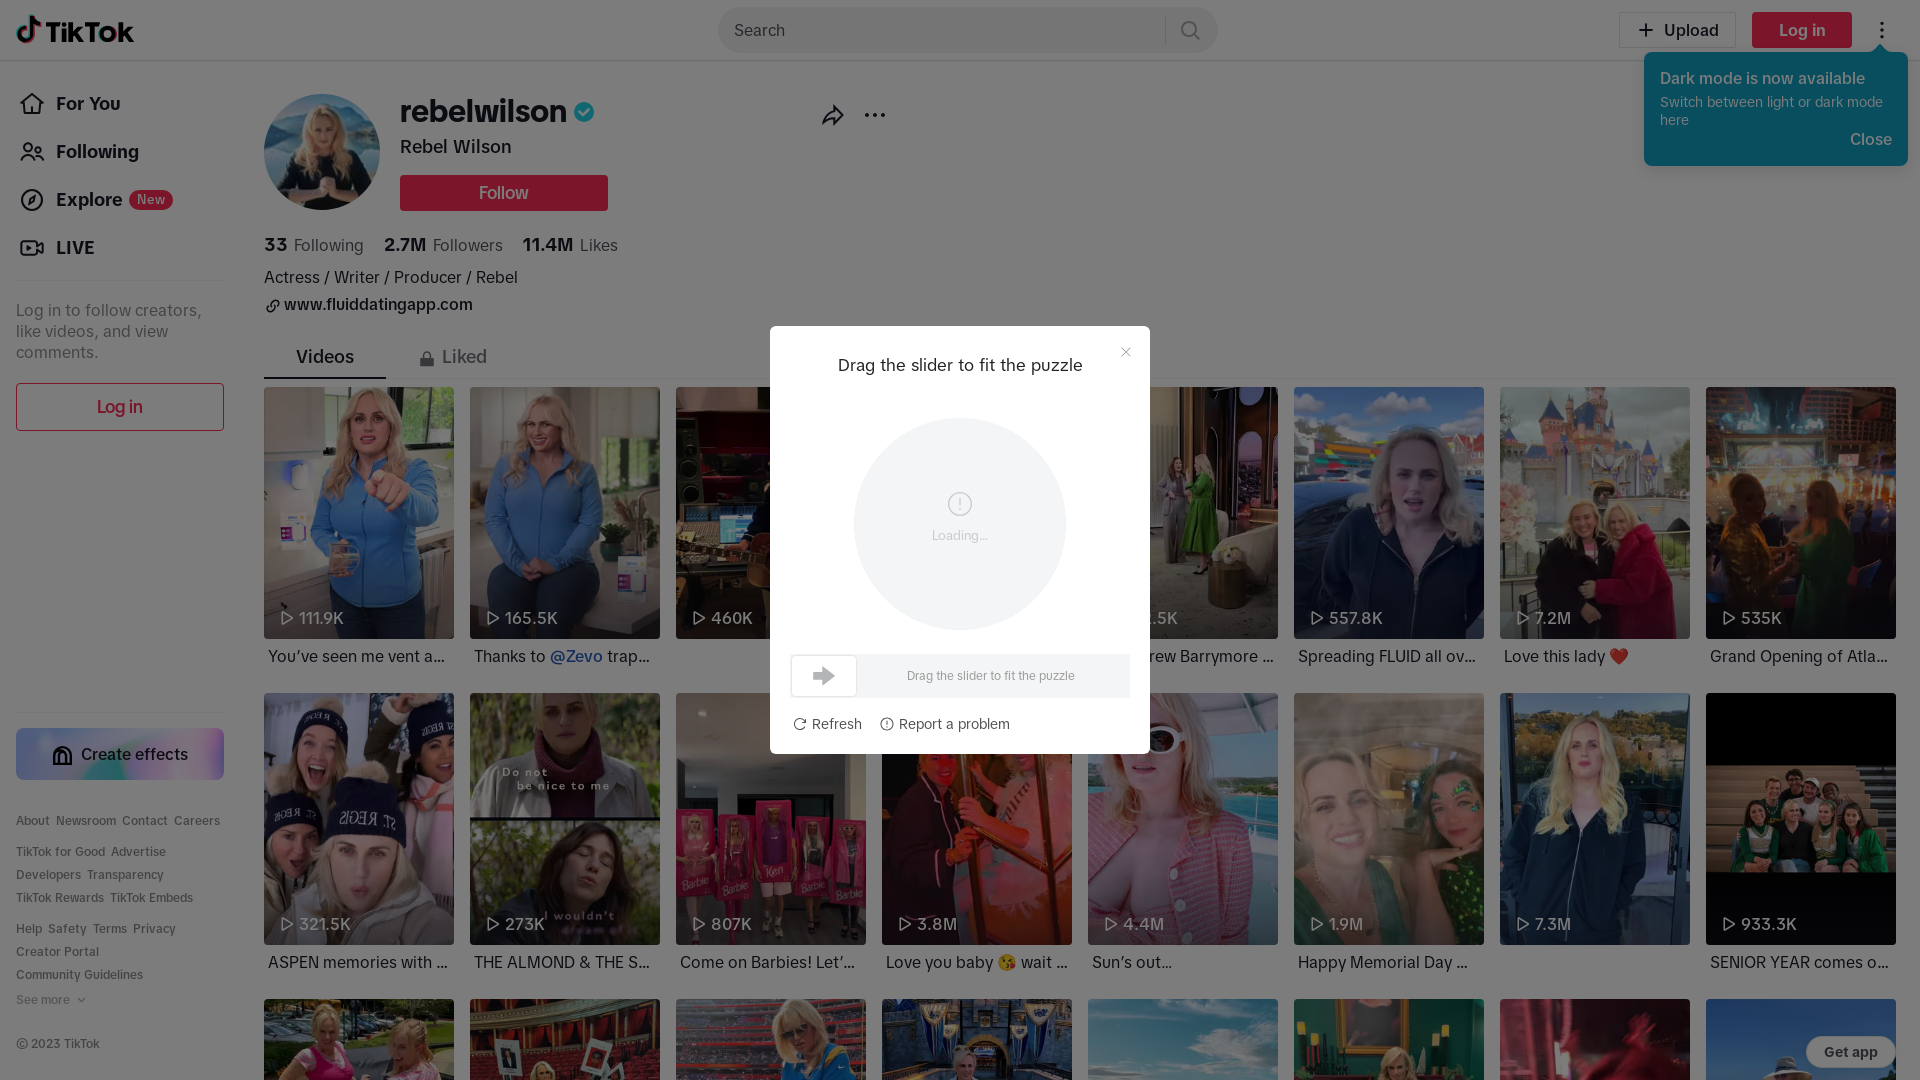 TikTok
Search
Upload
Log in
Dark mode is now available
Switch between light or dark mode
here
Close
For You
Following
Explore New
LIVE
Log in to follow creators,
like videos, and view
comments.
Log in
Create effects
About Newsroom Contact Careers
TikTok for Good Advertise
Developers Transparency
TikTok Rewards TikTok Embeds
Help Safety Terms Privacy
Creator Portal
Community Guidelines
See more
© 2023 TikTok
rebelwilson
Rebel Wilson
Follow
33 Following 2.7M Followers 11.4M Likes
Actress / Writer / Producer / Rebel
www.fluiddatingapp.com
Videos
Liked
Drag the slider to fit the puzzle
Loading...
Drag the slider to fit the puzzle
Refresh
Report a problem
111.9K
165.5K
460K
.5K
557.8K
7.2M
535K
You’ve seen me vent a...
Thanks to @Zevo trap...
rew Barrymore ...
Spreading FLUID all ov...
Love this lady ❤️
Grand Opening of Atla...
ST. REGIS
Do not
be nice to me
I wouldn't
Barbie
Barbie
Ken
Barbie
Barbie
321.5K
273K
807K
3.8M
4.4M
1.9M
7.3M
933.3K
ASPEN memories with ...
THE ALMOND & THE S...
Come on Barbies! Let’...
Love you baby 😘 wait ...
Sun’s out...
Happy Memorial Day ...
SENIOR YEAR comes o...
Get app